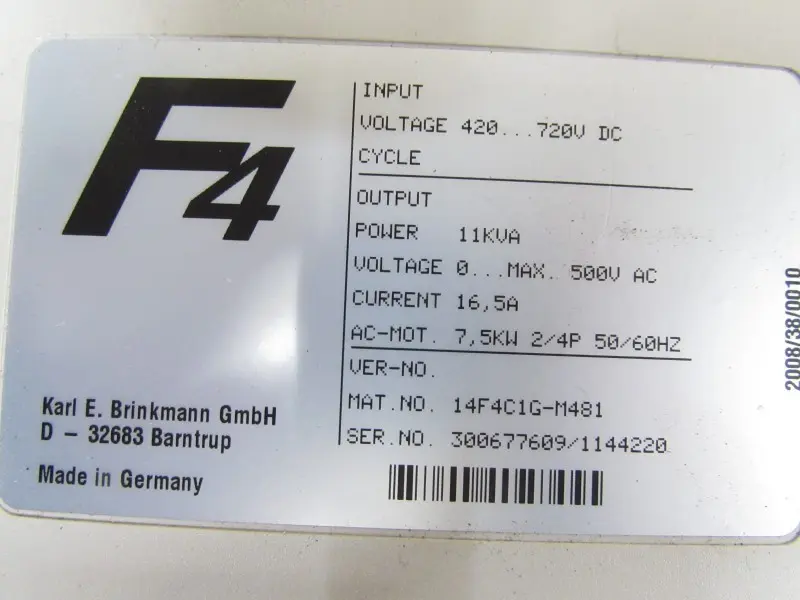 F4
INPUT
VOLTAGE 420...720V DC
CYCLE
OUTPUT
POWER 11KVA
VOLTAGE 0...MAX. 500V AC
CURRENT 16,5A
AC-MOT. 7,5KW 2/4P 50/60HZ
VER-NO.
MAT.NO. 14F4C1G-M481
SER.NO. 300677609/1144220
Karl E. Brinkmann GmbH
D – 32683 Barntrup
Made in Germany
2008/38/0010